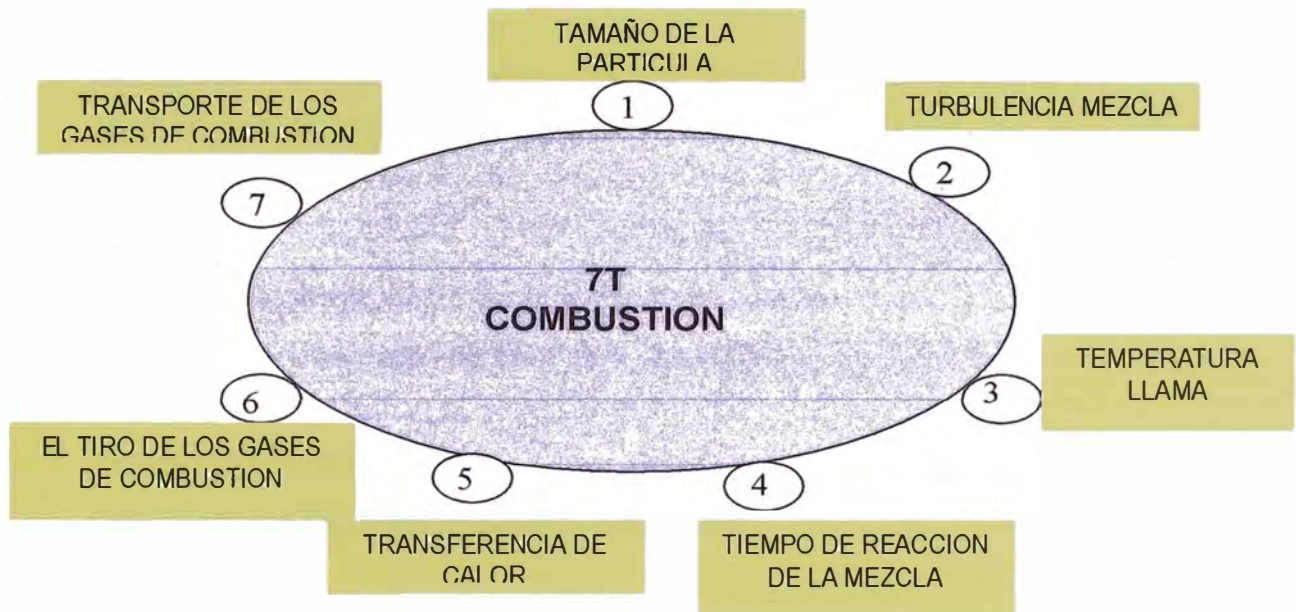 TAMAÑO DE LA
PARTICULA
1
TURBULENCIA MEZCLA
2
TEMPERATURA
LLAMA
3
TIEMPO DE REACCION
DE LA MEZCLA
4
TRANSFERENCIA DE
CALOR
5
EL TIRO DE LOS GASES
DE COMBUSTION
6
TRANSPORTE DE LOS
GASES DE COMBUSTION
7
7T
COMBUSTION